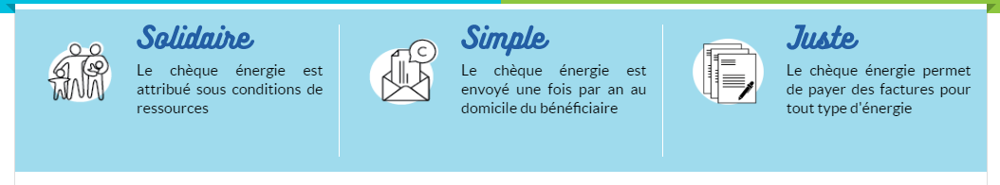 Solidaire
Le chèque énergie est
attribué sous conditions de
ressources
Simple
Le chèque énergie est
envoyé une fois par an au
domicile du bénéficiaire
Juste
Le chèque énergie permet
de payer des factures pour
tout type d'énergie